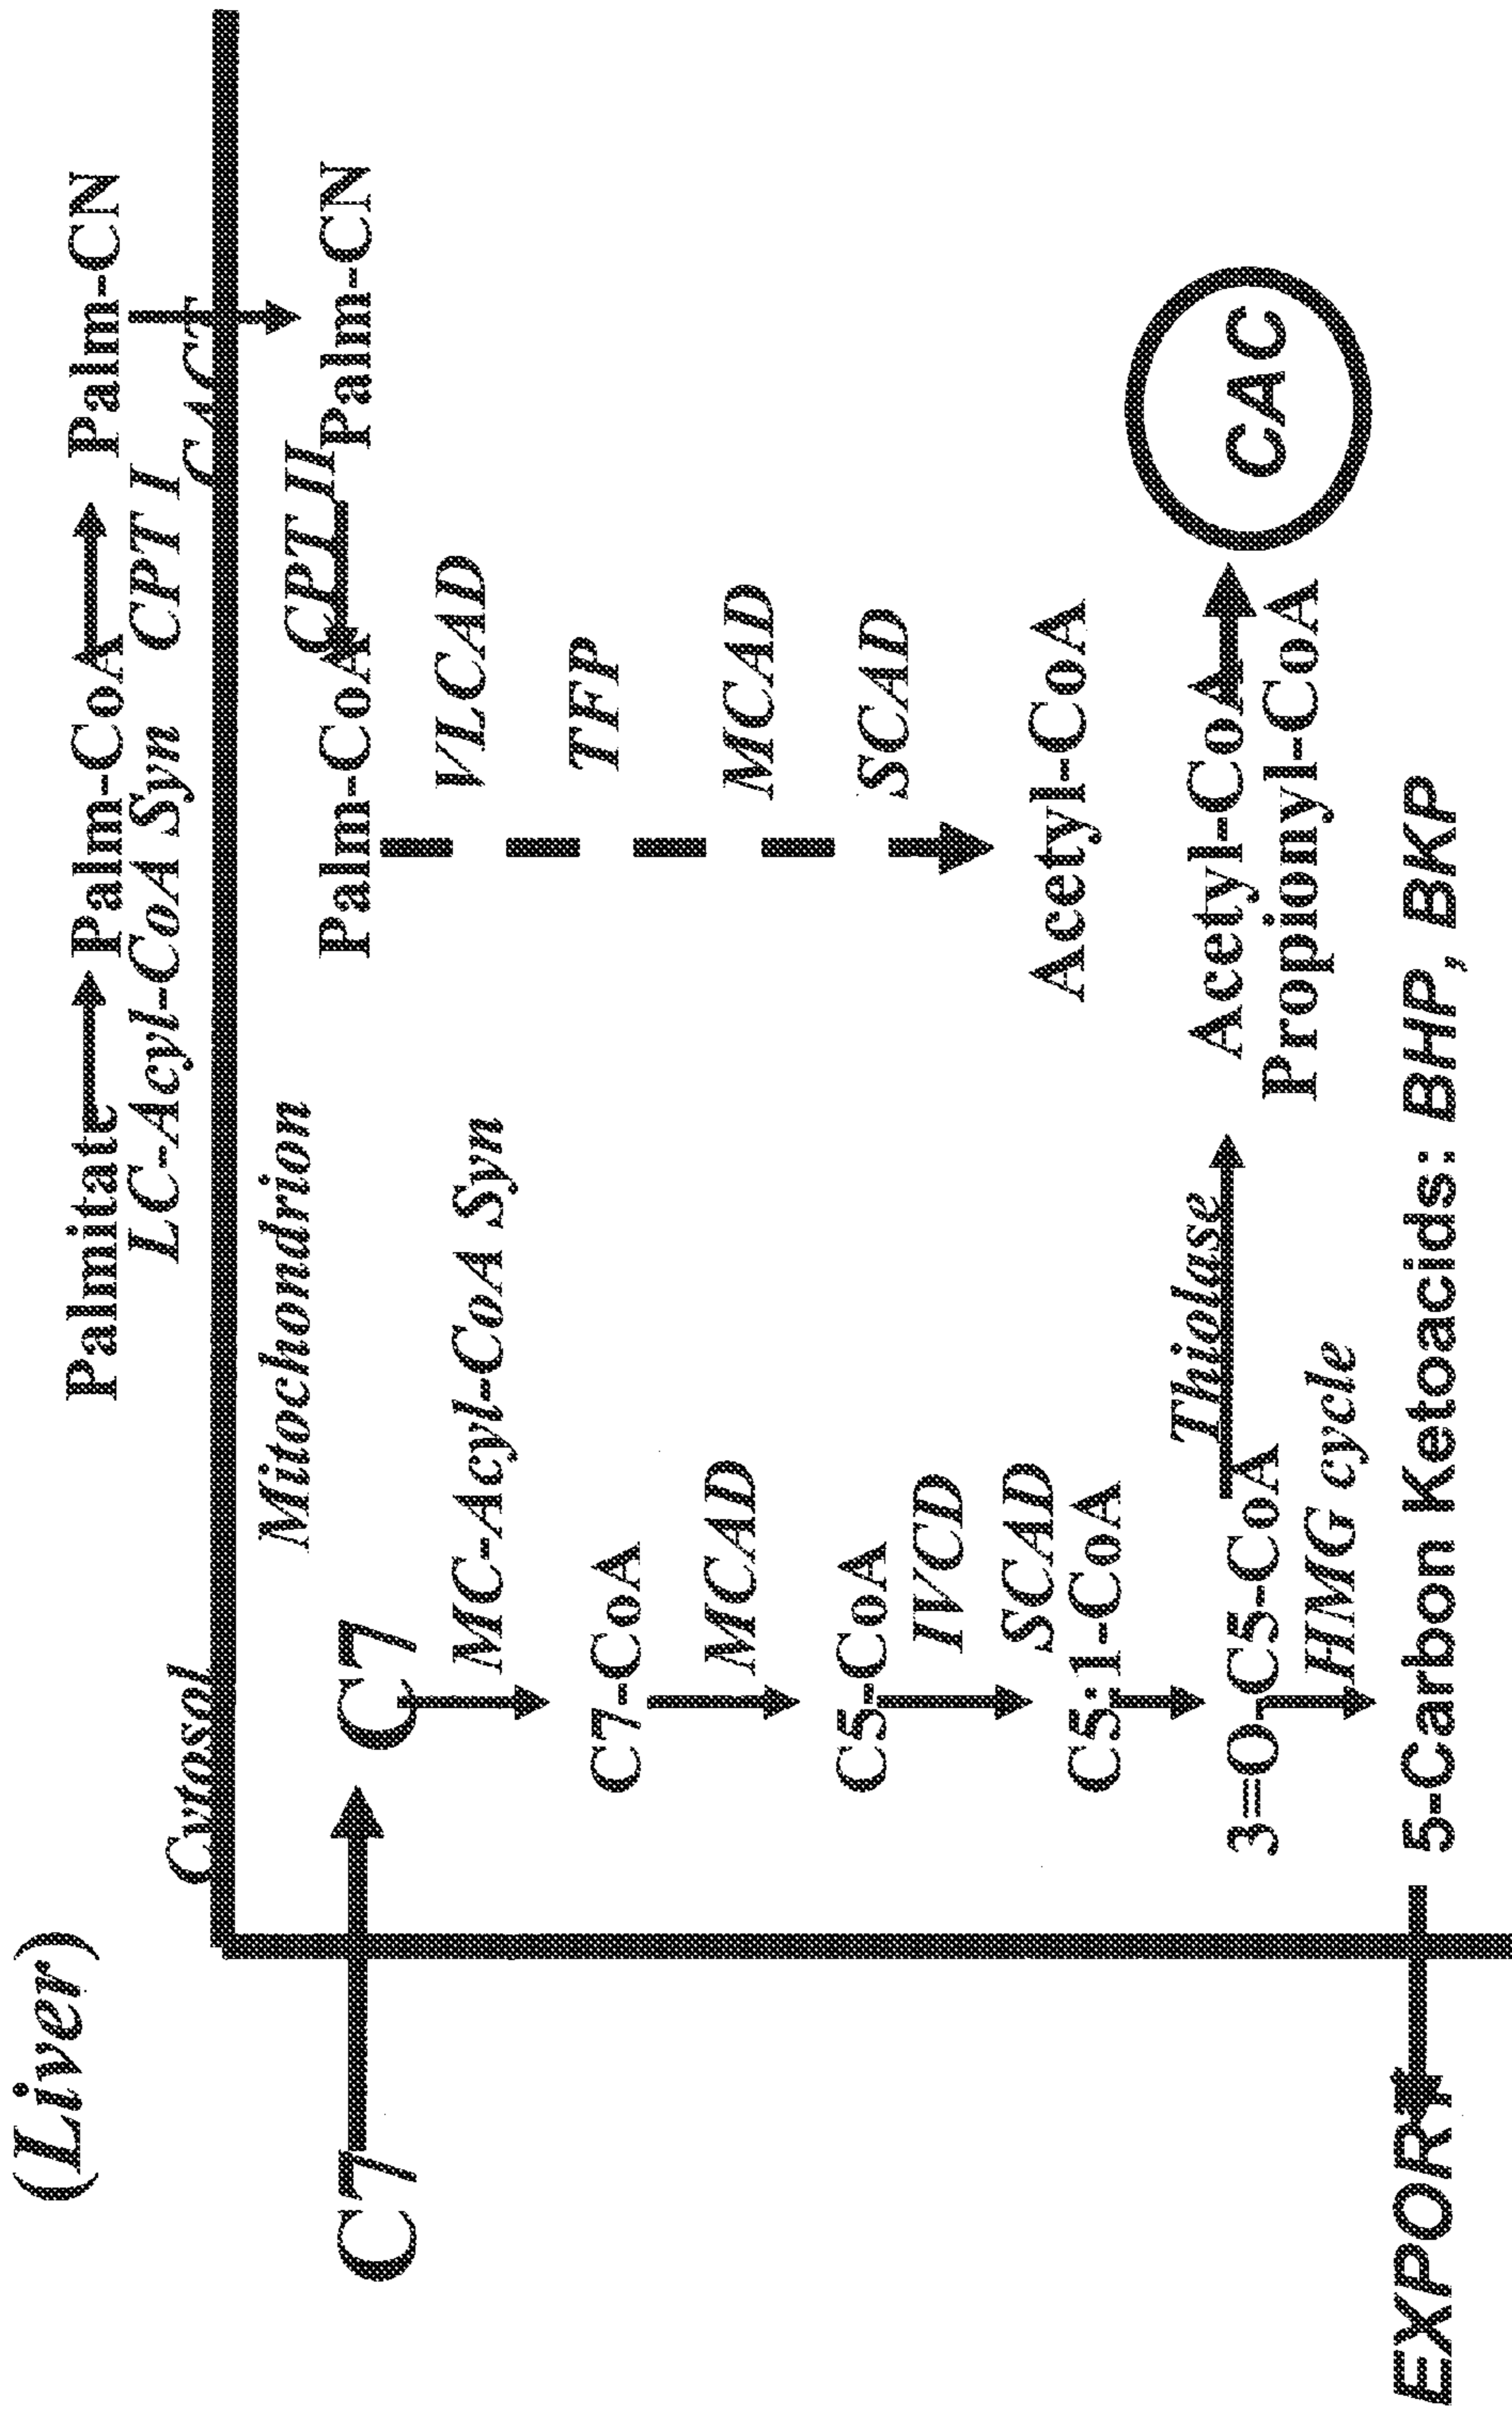 (Liver)
Palmitate Palm-CoA Palm-CN
LC-Acyl-CoA Syn CPT I
Cytosol CACT
Mitochondrion
CPT II
C7 C7 Palm-CoA Palm-CN
MC-Acyl-CoA Syn VLCAD
C7-CoA TFP
MCAD MCAD
C5-CoA SCAD
IVCD
SCAD Acetyl-CoA
C5:1-CoA
Thiolase
3=O-C5-CoA Acetyl-CoA CAC
HMG cycle Propionyl-CoA
EXPORT 5-Carbon Ketoacids: BHP, BKP